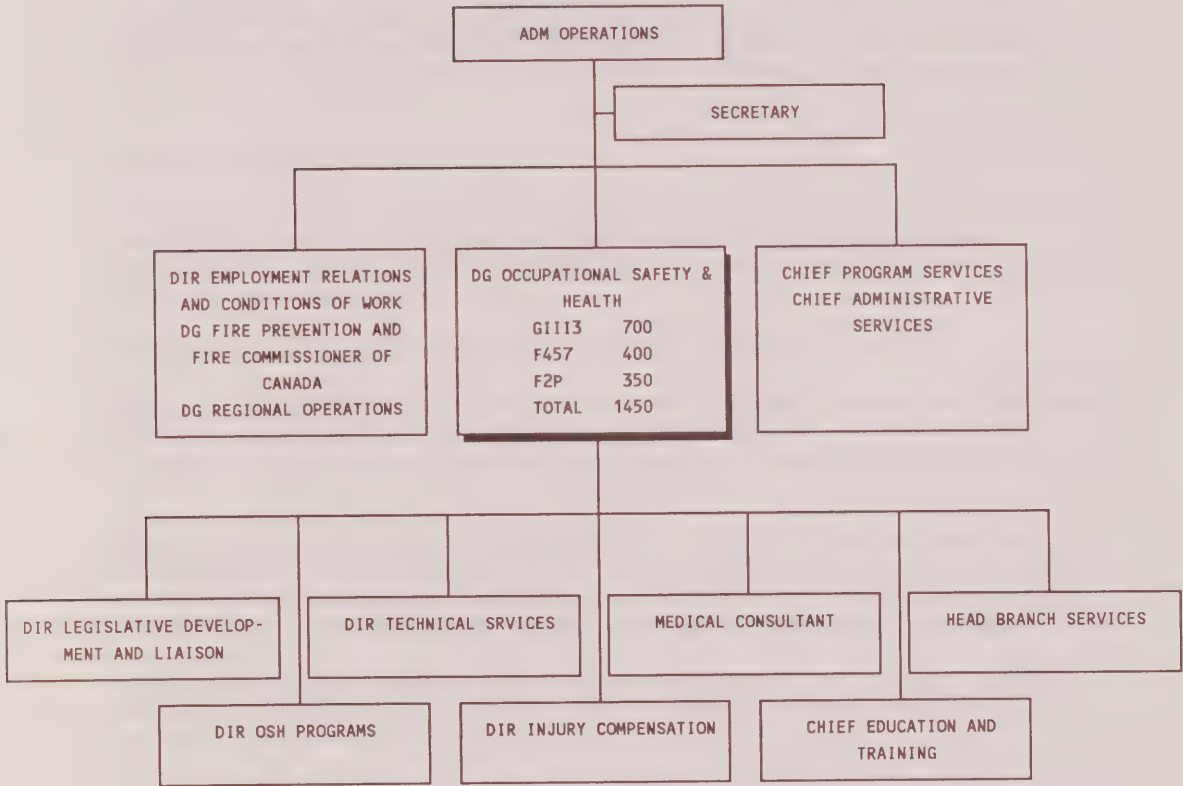 ADM OPERATIONS
SECRETARY
DIR EMPLOYMENT RELATIONS
AND CONDITIONS OF WORK
DG FIRE PREVENTION AND
FIRE COMMISSIONER OF
CANADA
DG REGIONAL OPERATIONS
DG OCCUPATIONAL SAFETY &
HEALTH
GIII3 700
F457 400
F2P 350
TOTAL 1450
CHIEF PROGRAM SERVICES
CHIEF ADMINISTRATIVE
SERVICES
DIR LEGISLATIVE DEVELOP-
MENT AND LIAISON
DIR TECHNICAL SRVICES
MEDICAL CONSULTANT
HEAD BRANCH SERVICES
DIR OSH PROGRAMS
DIR INJURY COMPENSATION
CHIEF EDUCATION AND
TRAINING